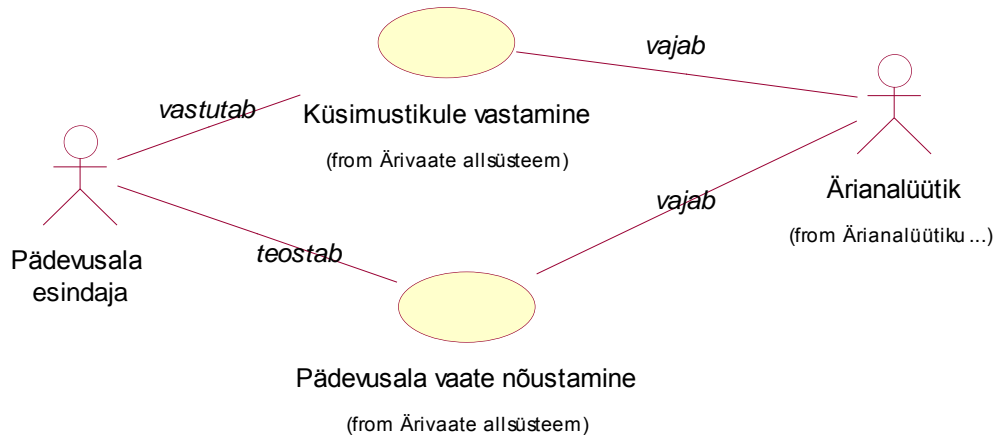 vajab
vastutab
Küsimustikule vastamine
(from Ärivaate allsüsteem)
Ärianalüütik
(from Ärianalüütiku ...)
vajab
teostab
Pädevusala
esindaja
Pädevusala vaate nõustamine
(from Ärivaate allsüsteem)